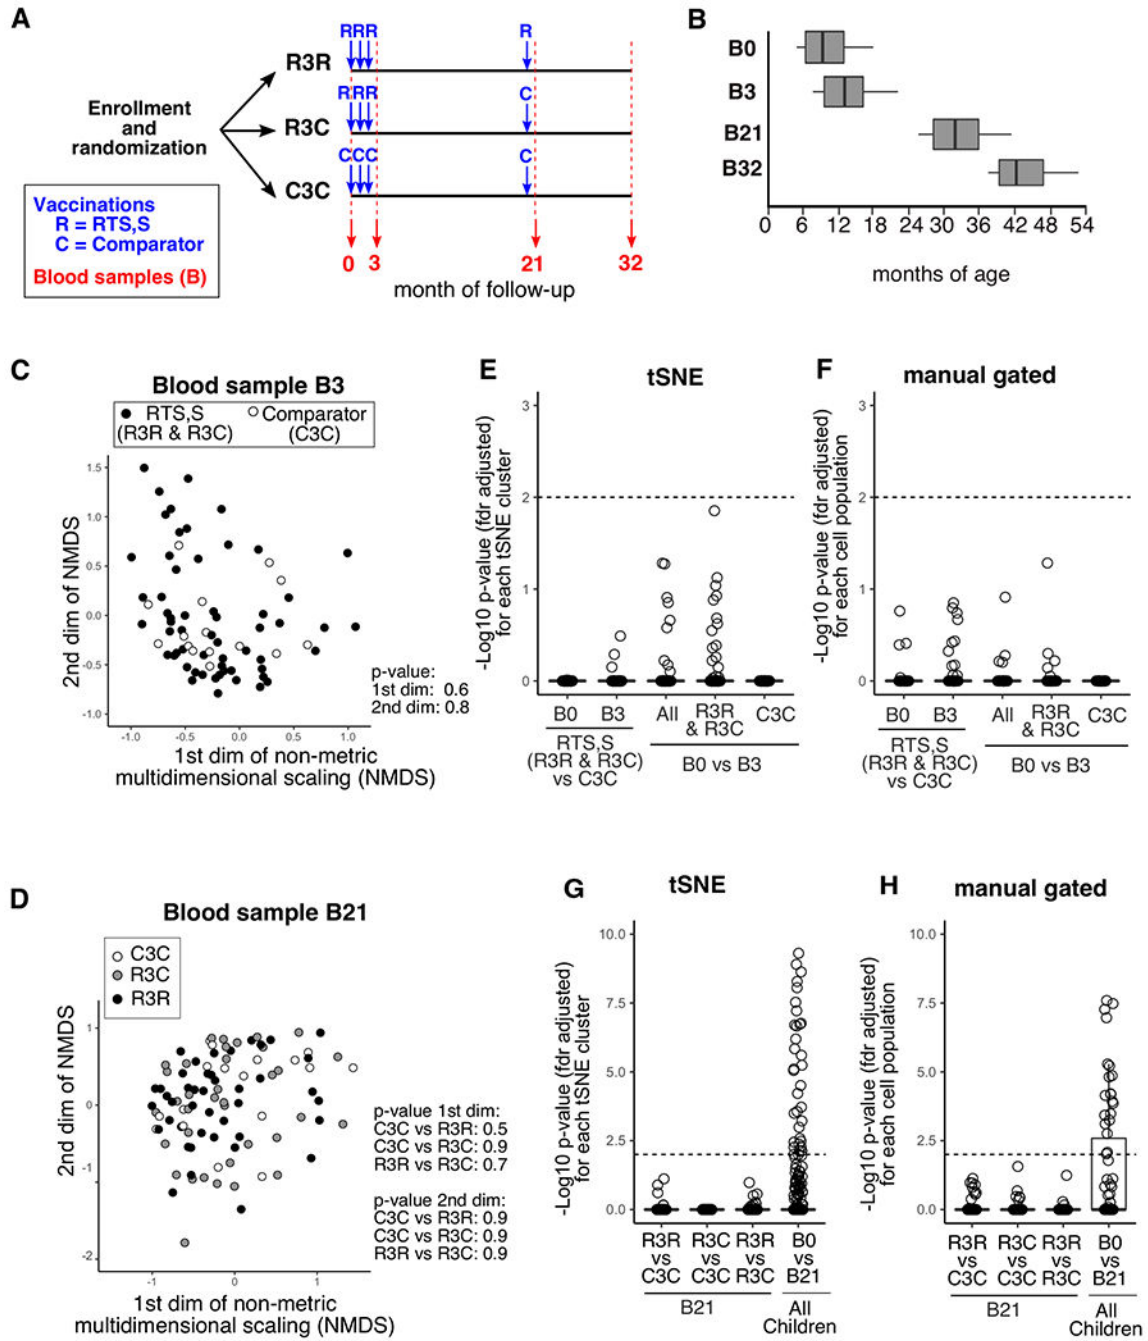 A
RRR
R
R3R
RRR
C
R3C
CCC
C
C3C
Enrollment
and
randomization
Vaccinations
R = RTS,S
C = Comparator
Blood samples (B)
0 3 21 32
month of follow-up
B
B0
B3
B21
B32
0 6 12 18 24 30 36 42 48 54
months of age
C
Blood sample B3
RTS,S
(R3R & R3C)
Comparator
(C3C)
2nd dim of NMDS
1.5
1.0
0.5
0.0
-0.5
-1.0
-1.0 -0.5 0.0 0.5 1.0
1st dim of non-metric
multidimensional scaling (NMDS)
p-value:
1st dim: 0.6
2nd dim: 0.8
E
tSNE
-Log10 p-value (fdr adjusted)
for each tSNE cluster
3
2
1
0
B0 B3 All R3R
& R3C C3C
RTS,S
(R3R & R3C)
vs C3C
B0 vs B3
F
manual gated
-Log10 p-value (fdr adjusted)
for each cell population
3
2
1
0
B0 B3 All R3R
& R3C C3C
RTS,S
(R3R & R3C)
vs C3C
B0 vs B3
D
Blood sample B21
C3C
R3C
R3R
2nd dim of NMDS
1
0
-1
-2
-1 0 1
1st dim of non-metric
multidimensional scaling (NMDS)
p-value 1st dim:
C3C vs R3R: 0.5
C3C vs R3C: 0.9
R3R vs R3C: 0.7
p-value 2nd dim:
C3C vs R3R: 0.9
C3C vs R3C: 0.9
R3R vs R3C: 0.9
G
tSNE
-Log10 p-value (fdr adjusted)
for each tSNE cluster
10.0
7.5
5.0
2.5
0.0
R3R R3C R3R B0
vs vs vs vs
C3C C3C R3C B21
B21 All
Children
H
manual gated
-Log10 p-value (fdr adjusted)
for each cell population
10.0
7.5
5.0
2.5
0.0
R3R R3C R3R B0
vs vs vs vs
C3C C3C R3C B21
B21 All
Children